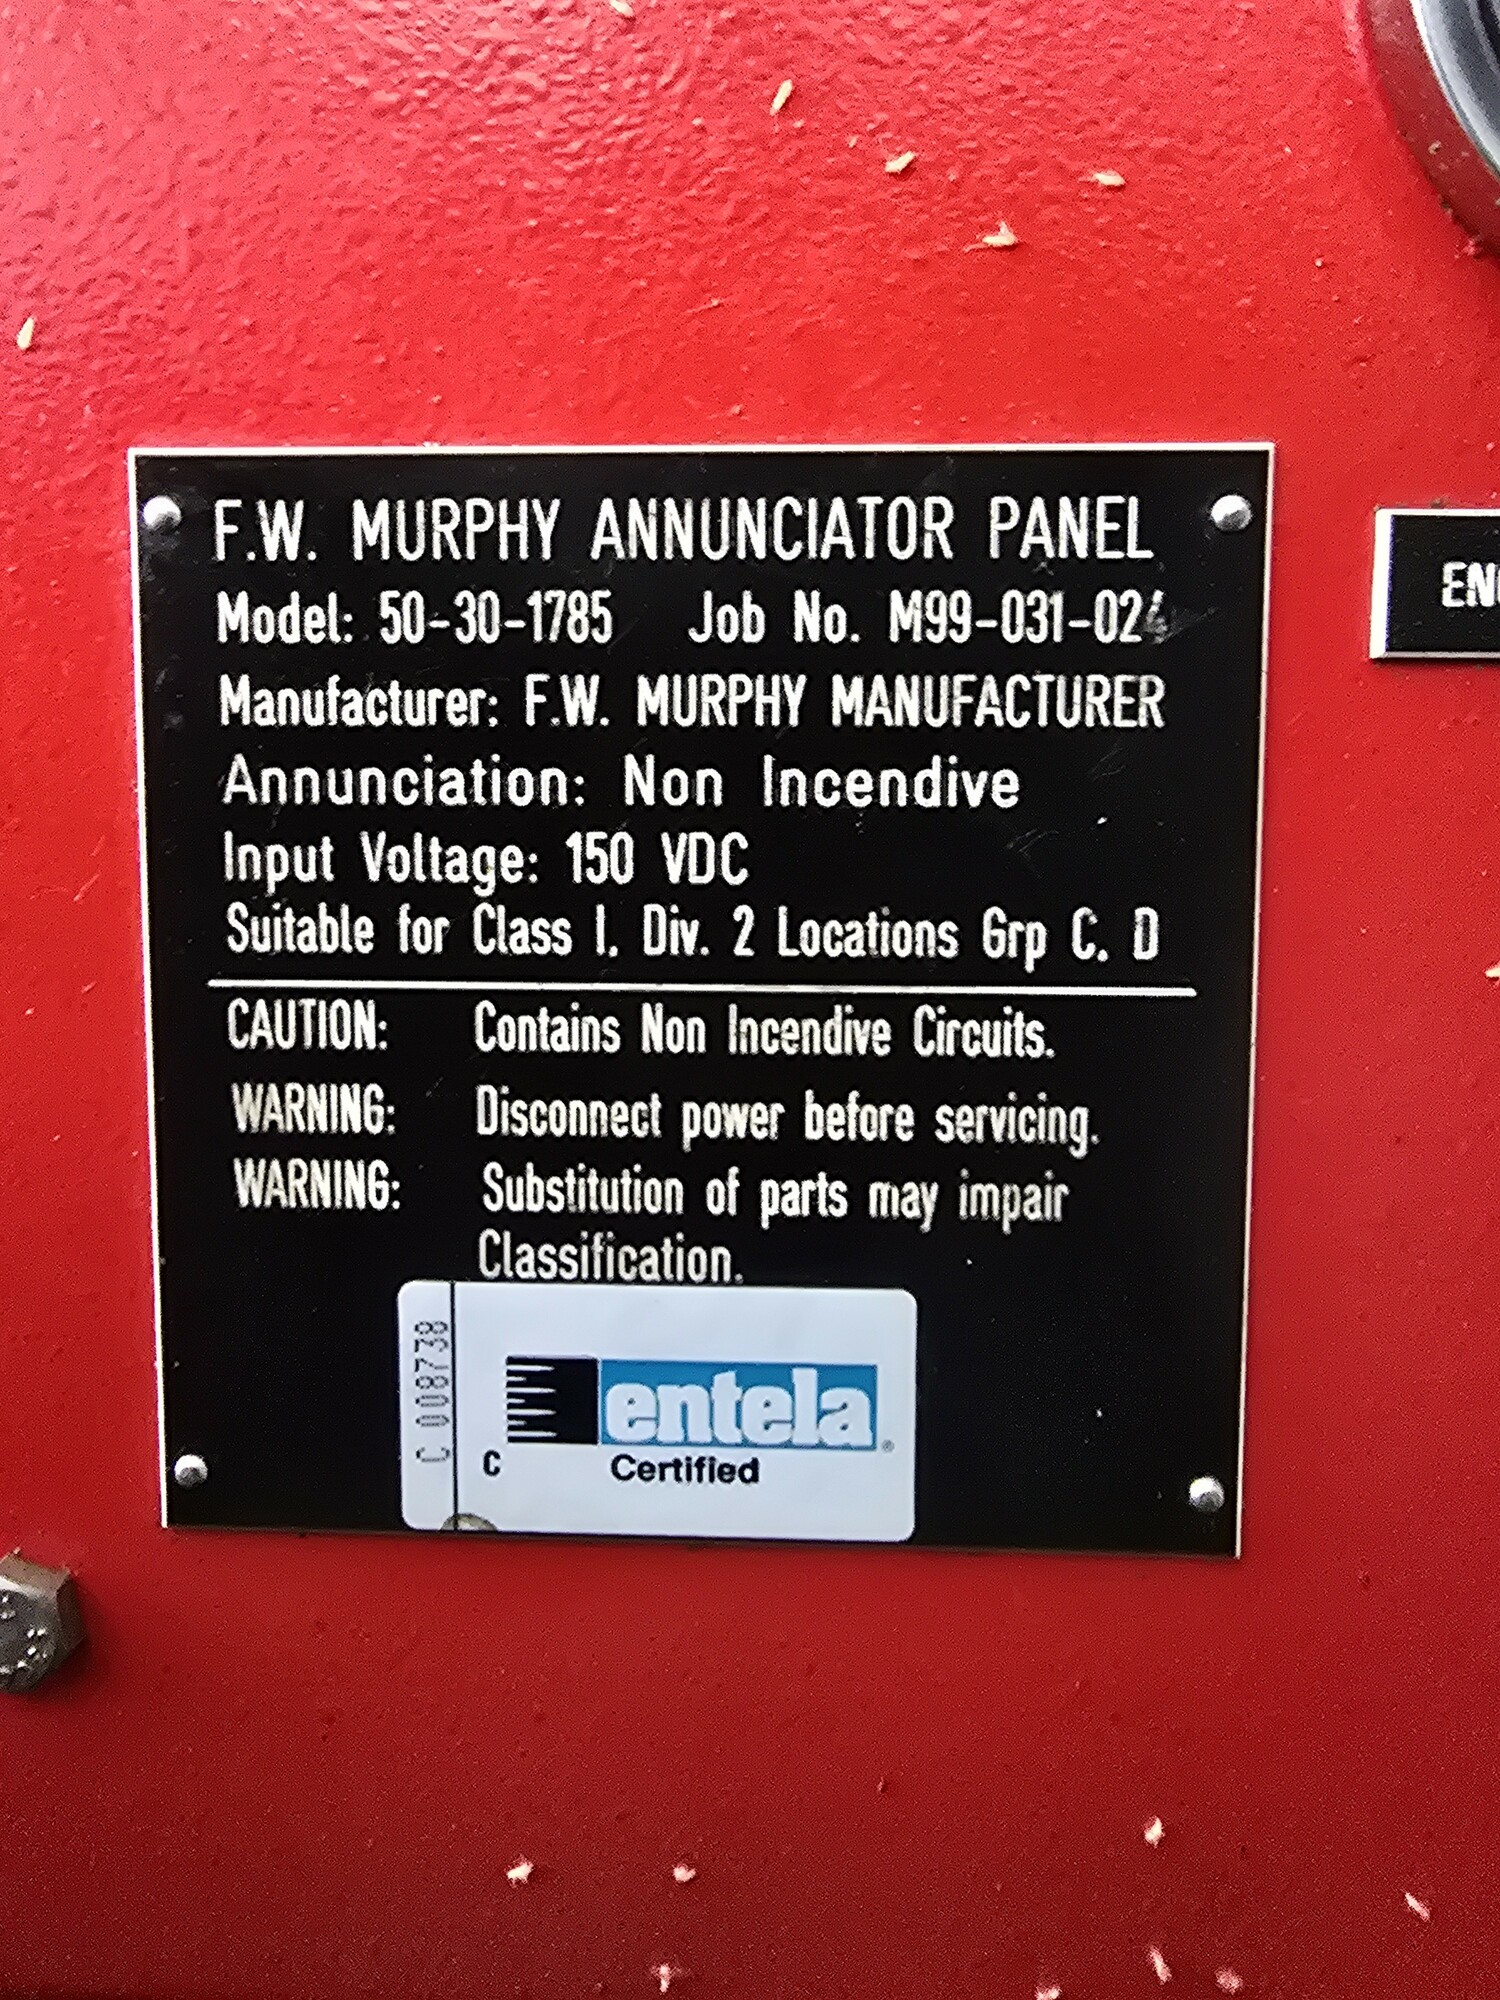 F.W. MURPHY ANNUNCIATOR PANEL
Model: 50-30-1785 Job No. M99-031-024
Manufacturer: F.W. MURPHY MANUFACTURER
Annunciation: Non Incendive
Input Voltage: 150 VDC
Suitable for Class I. Div. 2 Locations Grp C. D
CAUTION: Contains Non Incendive Circuits.
WARNING: Disconnect power before servicing.
WARNING: Substitution of parts may impair
Classification.
C 008738
entela®
C Certified